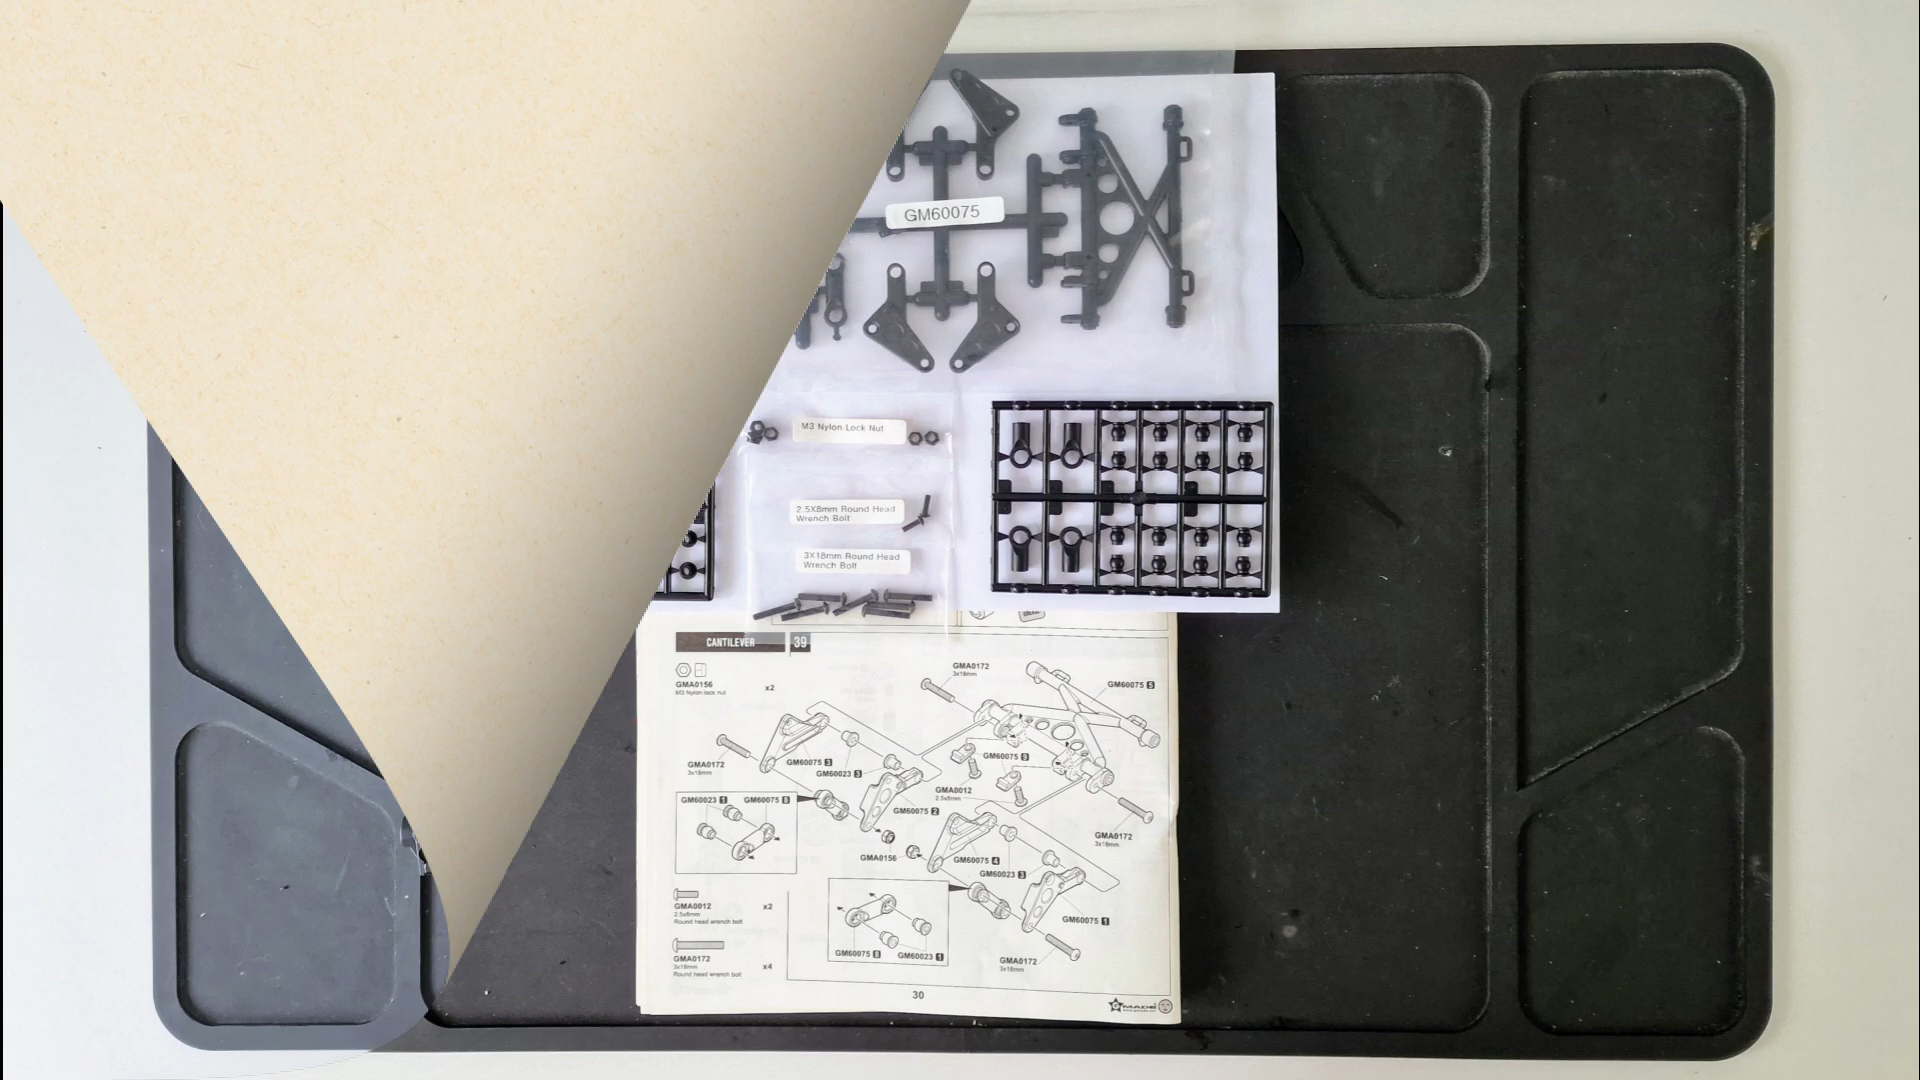 GM60075
M3 Nylon Lock Nut
2.5X8mm Round Head
Wrench Bolt
3X18mm Round Head
Wrench Bolt
CANTILEVER 39
GMA0156
M3 Nylon lock nut
x2
GMA0172
3x18mm
GM60075 5
GMA0172
3x18mm
GM60075 3
GM60023 3
GM60075 9
GMA0012
2.5x8mm
GM60023 1
GM60075 8
GM60075 2
GMA0172
3x18mm
GMA0156
GM60075 4
GM60023 3
GMA0012
2.5x8mm
Round head wrench bolt
x2
GM60075 1
GM60075 8
GM60023 1
GMA0172
3x18mm
GMA0172
3x18mm
Round head wrench bolt
x4
30
GMADE